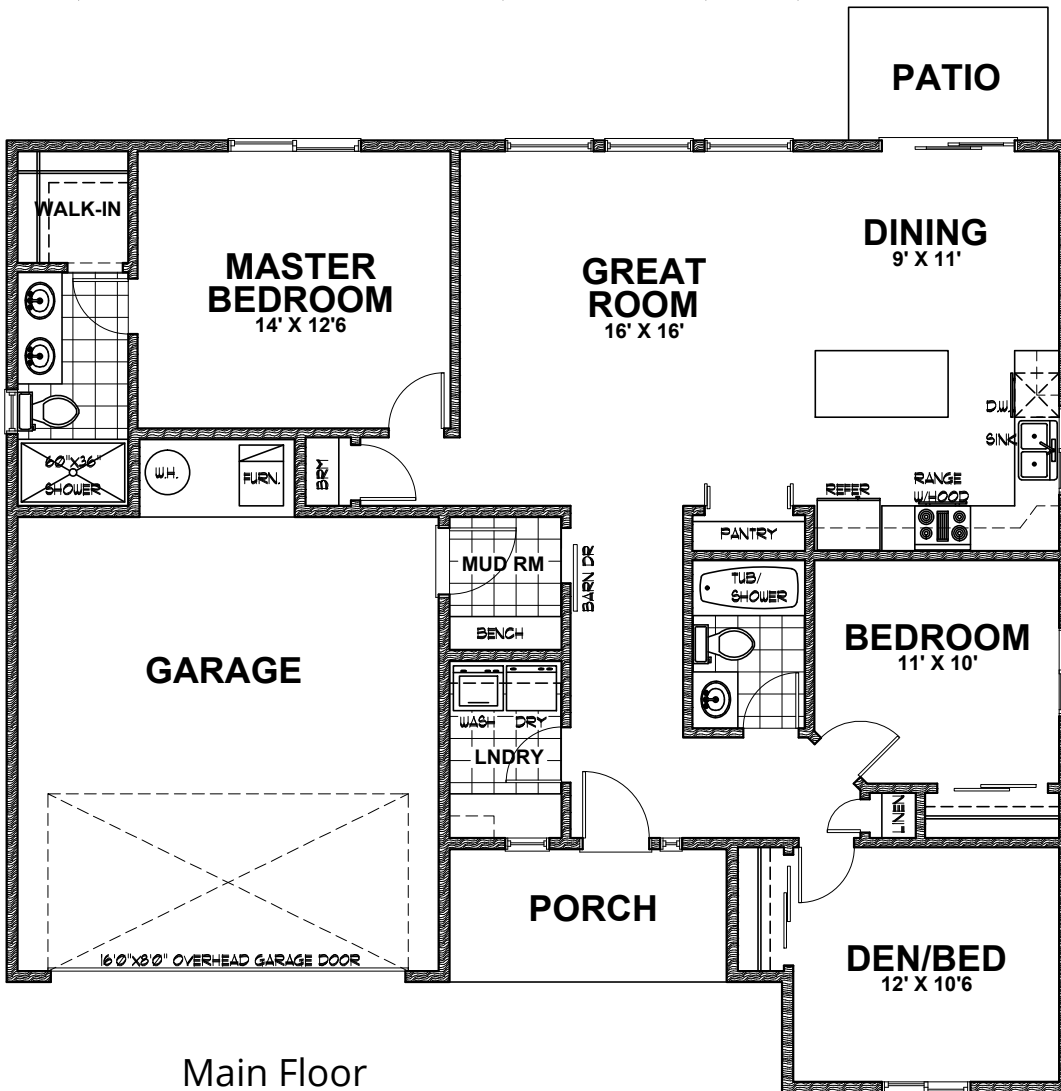 PATIO
WALK-IN
MASTER
BEDROOM
14' X 12'6
GREAT
ROOM
16' X 16'
DINING
9' X 11'
D.W.
SINK
60"x36"
SHOWER
W.H.
FURN.
BRM
REFER
RANGE
W/HOOD
PANTRY
MUD RM
BARN DR
BENCH
TUB/
SHOWER
BEDROOM
11' X 10'
GARAGE
WASH DRY
LNDRY
LINEN
PORCH
DEN/BED
12' X 10'6
16'0"x8'0" OVERHEAD GARAGE DOOR
Main Floor